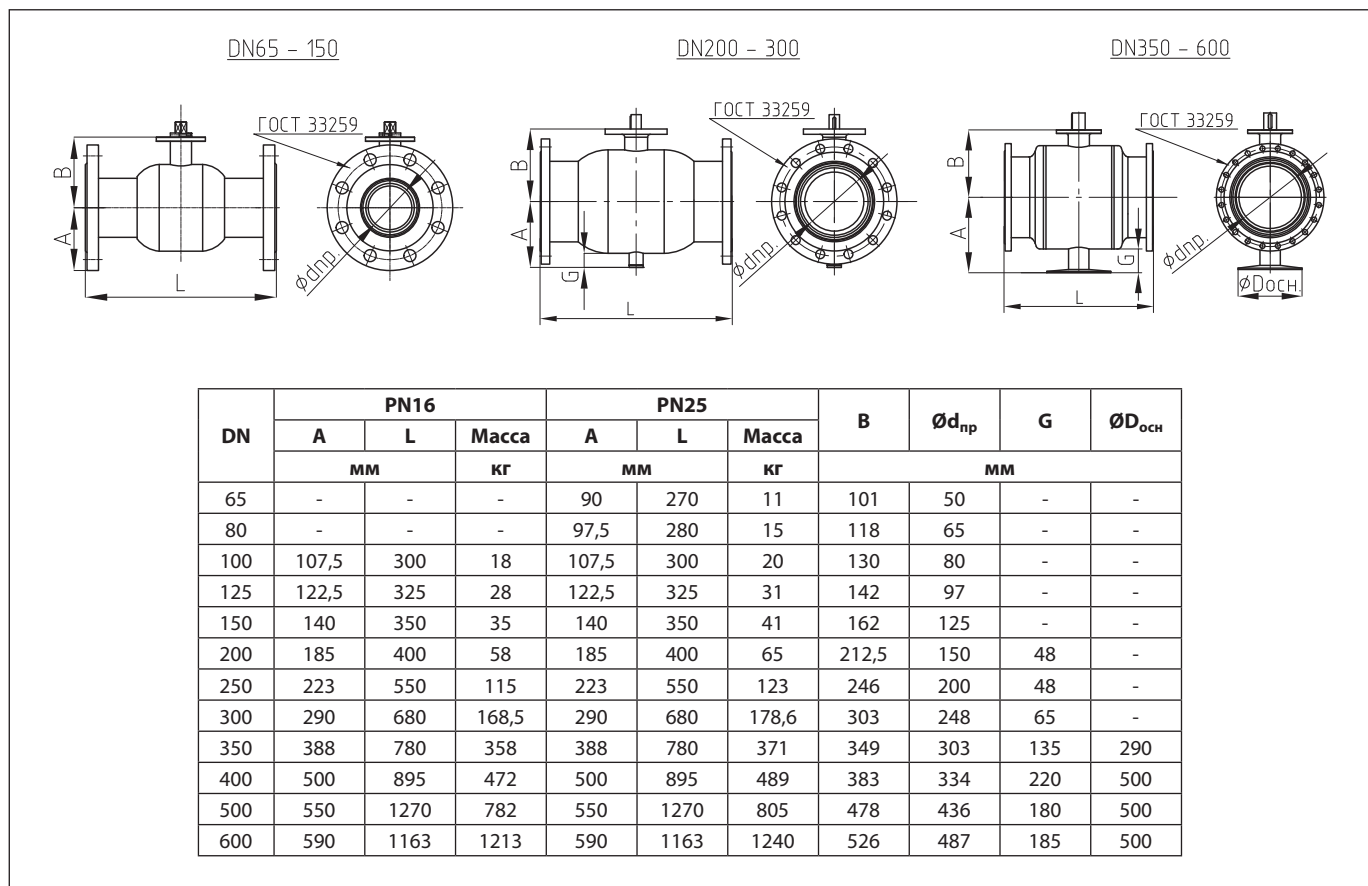 DN65 – 150
DN200 – 300
DN350 – 600
ГОСТ 33259
B
A
L
Ødпр.
ГОСТ 33259
B
A
G
L
Ødпр.
ГОСТ 33259
B
A
G
L
Ødпр.
ØDосн.
DN PN16 PN25 B Ødпр G ØDосн
A L Масса A L Масса
мм кг мм кг мм
65 - - - 90 270 11 101 50 - -
80 - - - 97,5 280 15 118 65 - -
100 107,5 300 18 107,5 300 20 130 80 - -
125 122,5 325 28 122,5 325 31 142 97 - -
150 140 350 35 140 350 41 162 125 - -
200 185 400 58 185 400 65 212,5 150 48 -
250 223 550 115 223 550 123 246 200 48 -
300 290 680 168,5 290 680 178,6 303 248 65 -
350 388 780 358 388 780 371 349 303 135 290
400 500 895 472 500 895 489 383 334 220 500
500 550 1270 782 550 1270 805 478 436 180 500
600 590 1163 1213 590 1163 1240 526 487 185 500